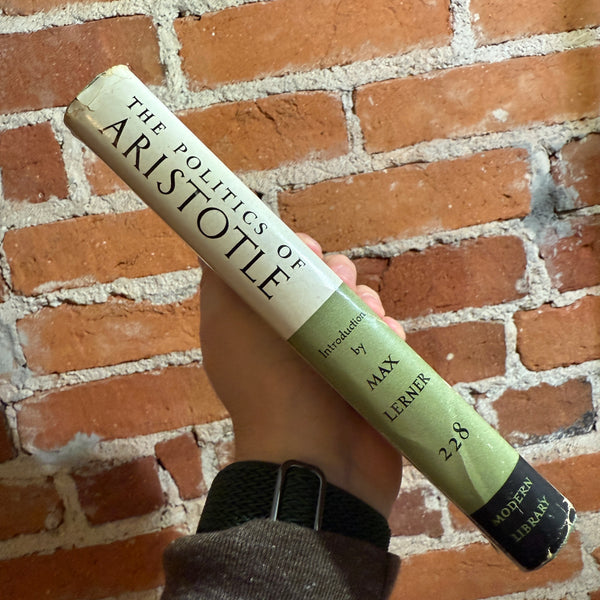 THE POLITICS OF
ARISTOTLE
Introduction
by
MAX
LERNER
228
MODERN
LIBRARY